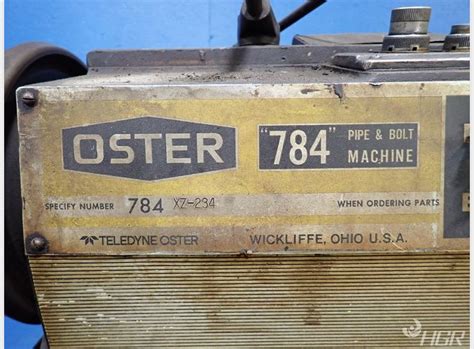 OSTER
"784" PIPE & BOLT
MACHINE
SPECIFY NUMBER 784 XZ-234 WHEN ORDERING PARTS
TELEDYNE OSTER WICKLIFFE, OHIO U.S.A.
HGR